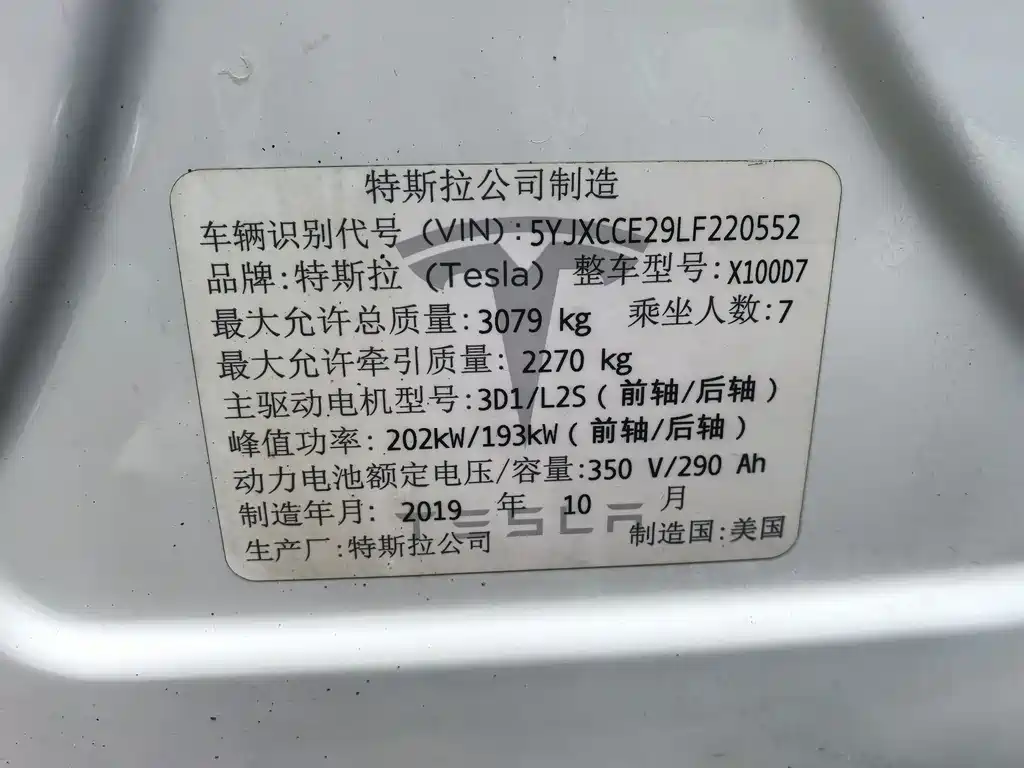 特斯拉公司制造
车辆识别代号 (VIN): 5YJXCCE29LF220552
品牌:特斯拉 (Tesla) 整车型号:X100D7
最大允许总质量:3079 kg 乘坐人数:7
最大允许牵引质量: 2270 kg
主驱动电机型号:3D1/L2S (前轴/后轴)
峰值功率: 202kW/193kW (前轴/后轴)
动力电池额定电压/容量:350 V/290 Ah
制造年月: 2019 年 10 月
TESLA
生产厂:特斯拉公司 制造国:美国